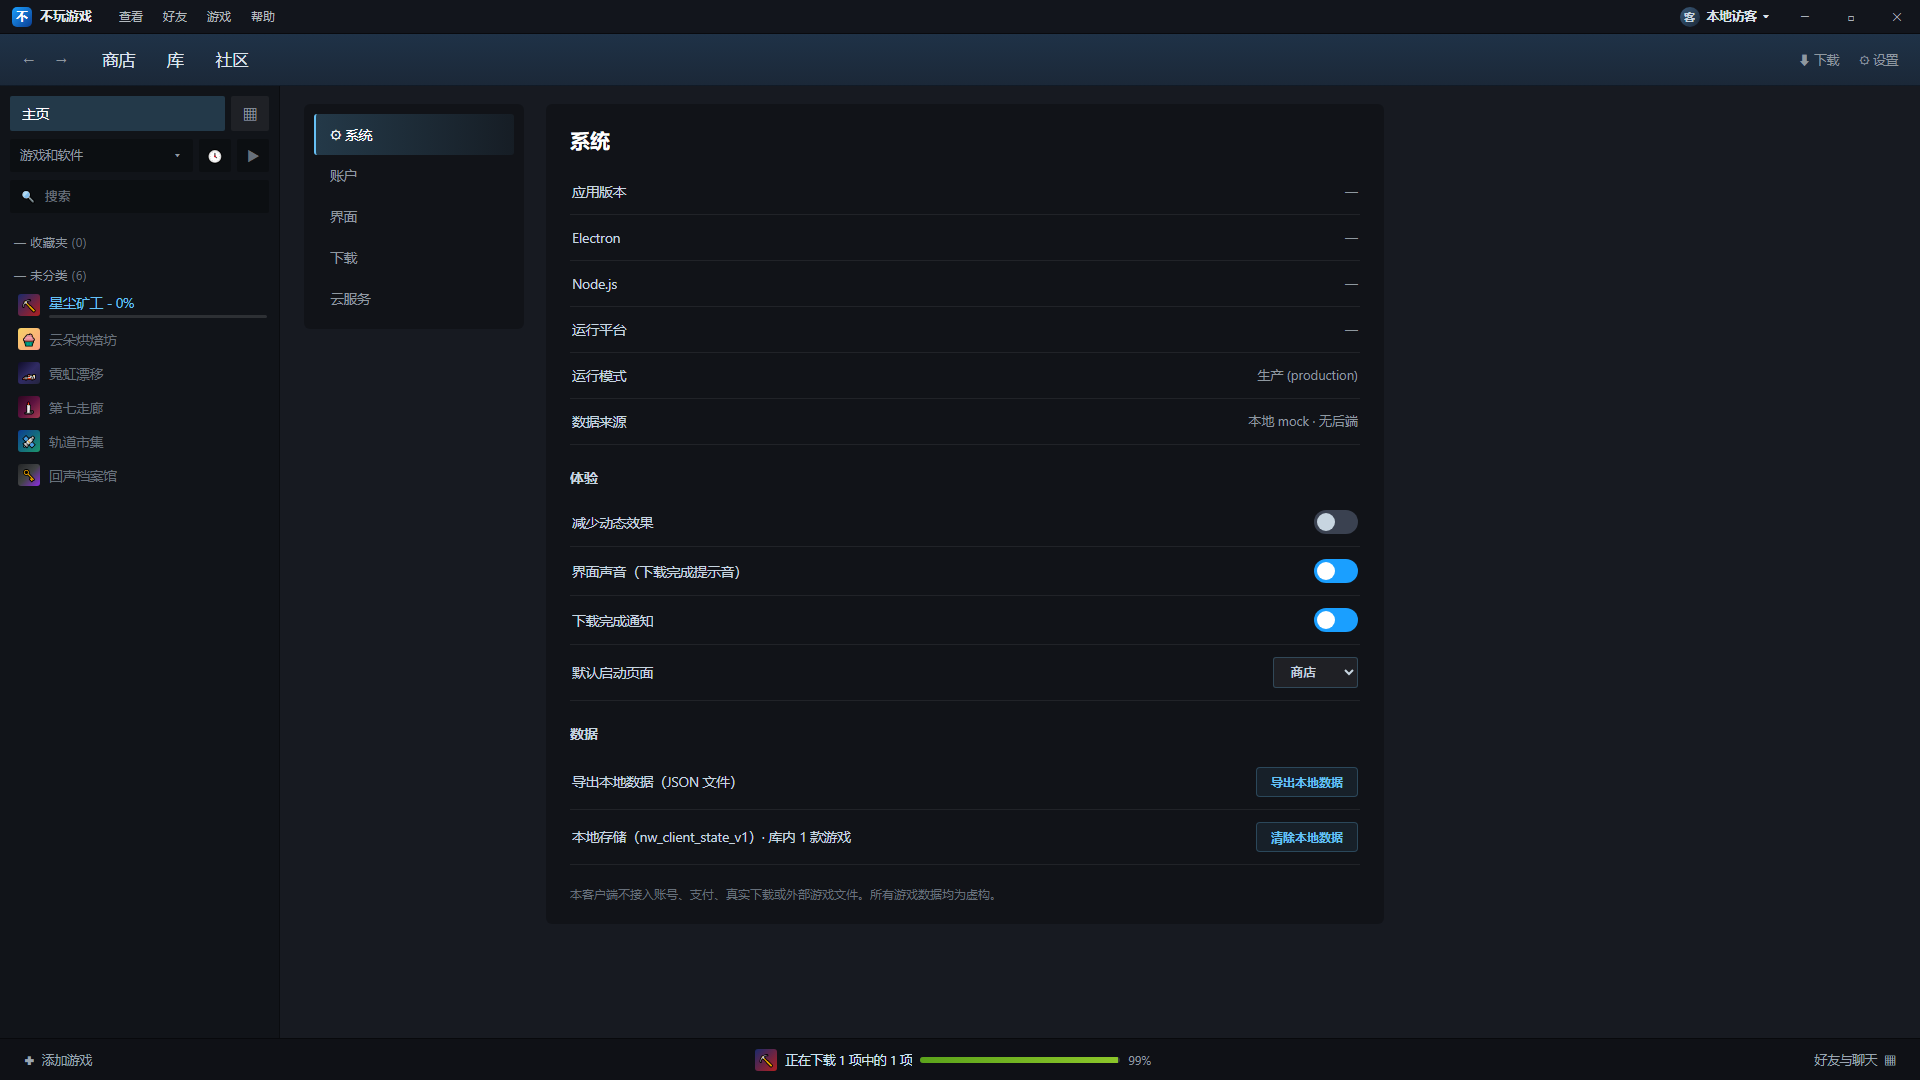 不 不玩游戏 查看 好友 游戏 帮助 客 本地访客
← → 商店 库 社区 下载 设置
主页
游戏和软件
搜索
— 收藏夹 (0)
— 未分类 (6)
星尘矿工 - 0%
云朵烘焙坊
霓虹漂移
第七走廊
轨道市集
回声档案馆
系统
账户
界面
下载
云服务
系统
应用版本 —
Electron —
Node.js —
运行平台 —
运行模式 生产 (production)
数据来源 本地 mock · 无后端
体验
减少动态效果
界面声音（下载完成提示音）
下载完成通知
默认启动页面 商店
数据
导出本地数据（JSON 文件） 导出本地数据
本地存储（nw_client_state_v1）· 库内 1 款游戏 清除本地数据
本客户端不接入账号、支付、真实下载或外部游戏文件。所有游戏数据均为虚构。
添加游戏 正在下载 1 项中的 1 项 99% 好友与聊天